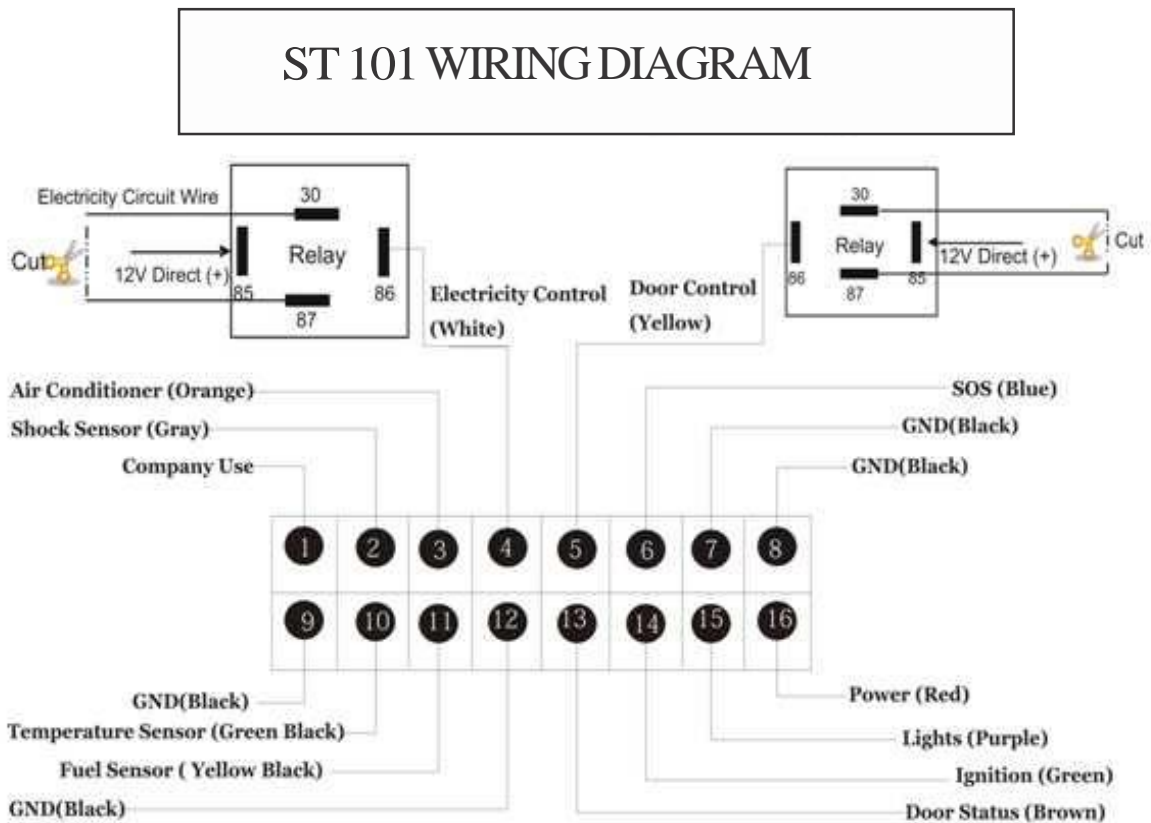 ST 101 WIRING DIAGRAM
Electricity Circuit Wire
30
Relay
Cut
12V Direct (+)
85
86
87
Electricity Control
(White)
Door Control
(Yellow)
30
Relay
86
87
85
12V Direct (+)
Cut
Air Conditioner (Orange)
Shock Sensor (Gray)
Company Use
SOS (Blue)
GND(Black)
GND(Black)
1 2 3 4 5 6 7 8
9 10 11 12 13 14 15 16
GND(Black)
Temperature Sensor (Green Black)
Fuel Sensor ( Yellow Black)
GND(Black)
Power (Red)
Lights (Purple)
Ignition (Green)
Door Status (Brown)